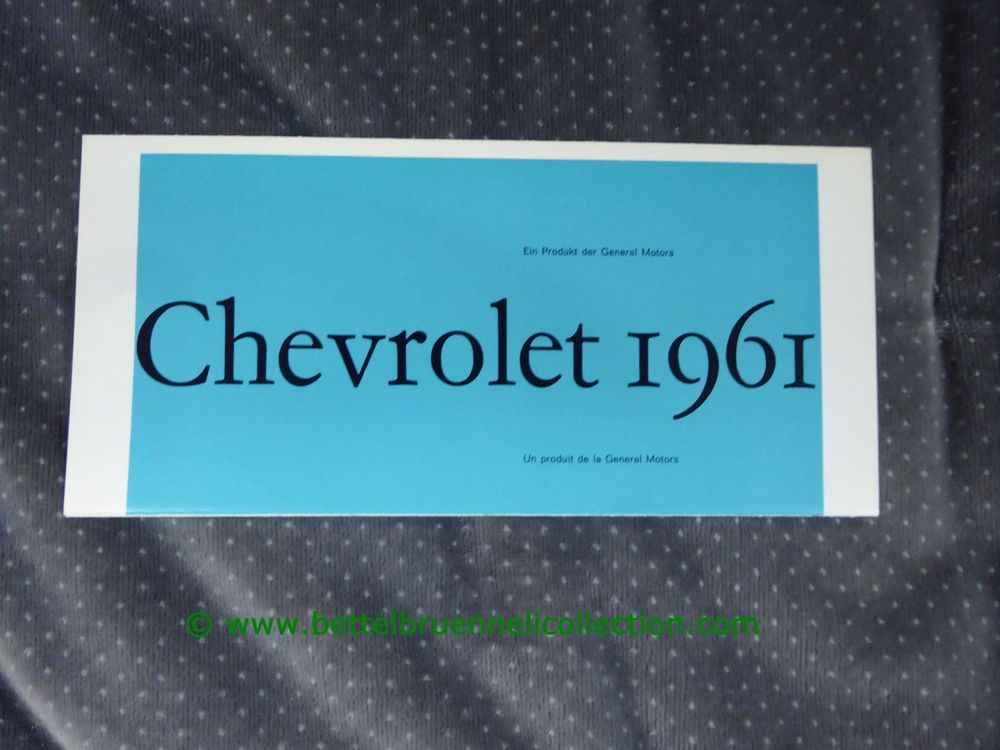 Ein Produkt der General Motors
Chevrolet 1961
Un produit de la General Motors
© www.bettelbruennelicollection.com